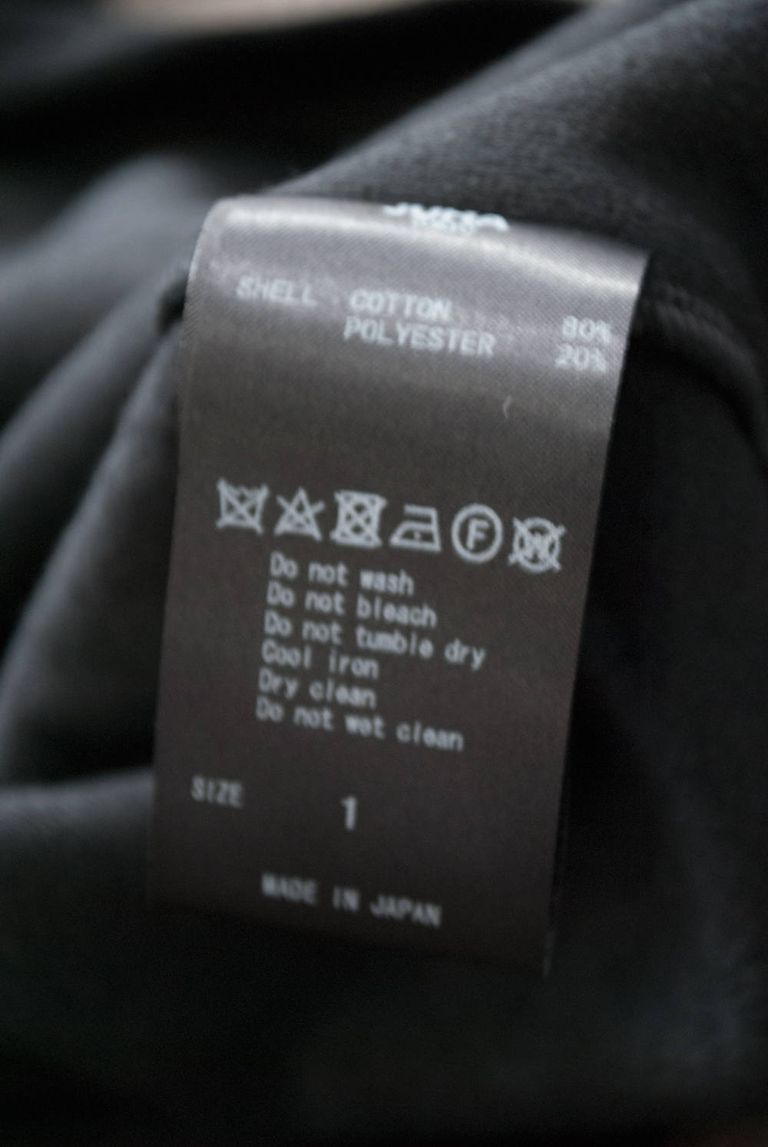 JUHA
SHELL COTTON 80%
POLYESTER 20%
F W
Do not wash
Do not bleach
Do not tumble dry
Cool iron
Dry clean
Do not wet clean
SIZE 1
MADE IN JAPAN